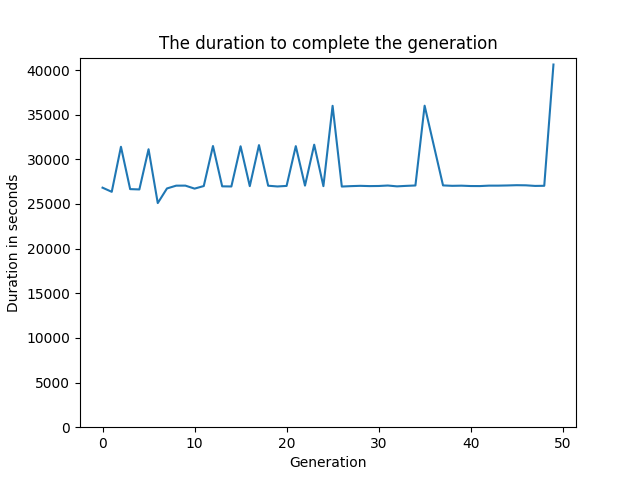 The duration to complete the generation
40000
35000
30000
25000
20000
15000
10000
5000
0
Duration in seconds
0 10 20 30 40 50
Generation